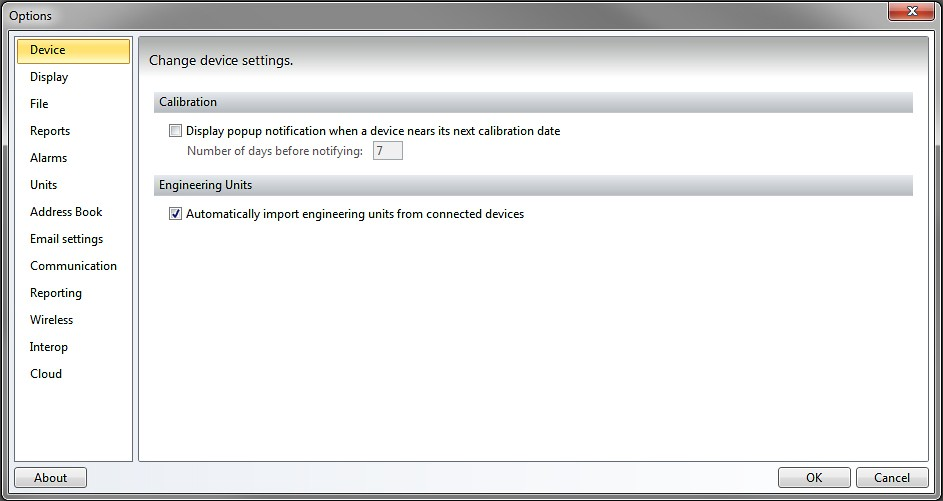 Options
Device
Display
File
Reports
Alarms
Units
Address Book
Email settings
Communication
Reporting
Wireless
Interop
Cloud
Change device settings.
Calibration
Display popup notification when a device nears its next calibration date
Number of days before notifying: 7
Engineering Units
Automatically import engineering units from connected devices
About
OK
Cancel